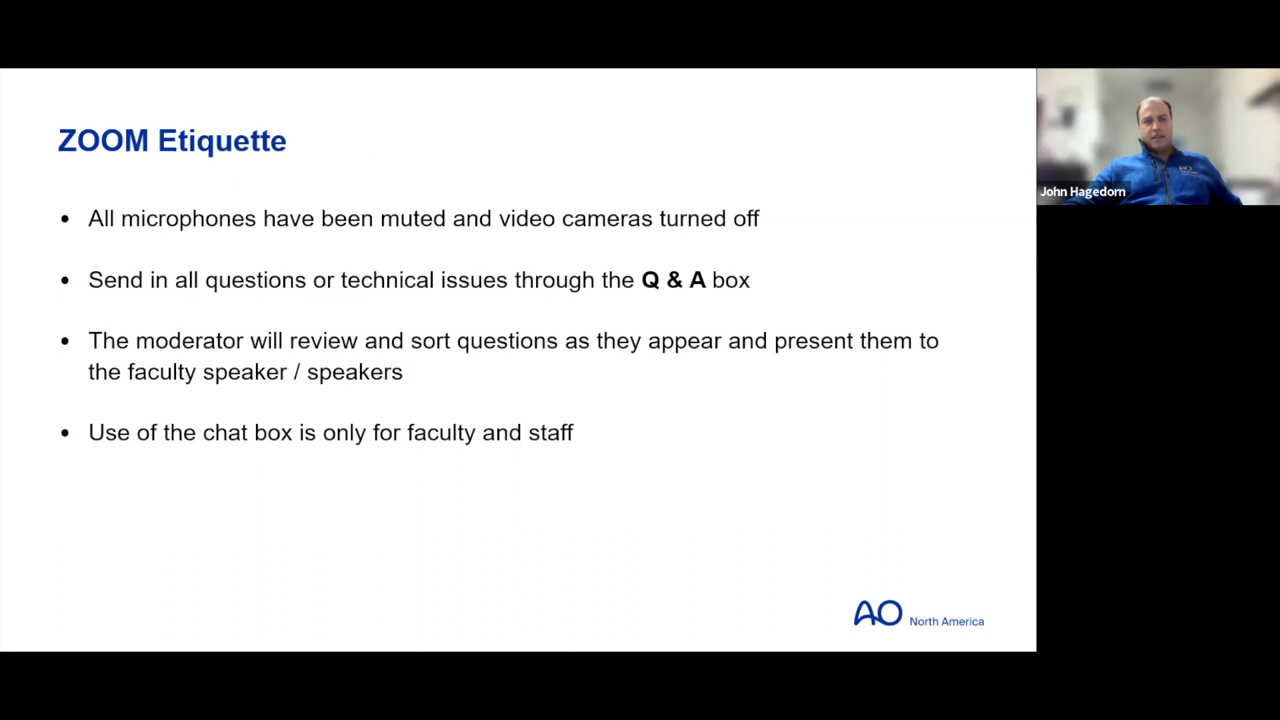 ZOOM Etiquette
• All microphones have been muted and video cameras turned off
• Send in all questions or technical issues through the Q & A box
• The moderator will review and sort questions as they appear and present them to
the faculty speaker / speakers
• Use of the chat box is only for faculty and staff
AO North America
John Hagedorn
AO